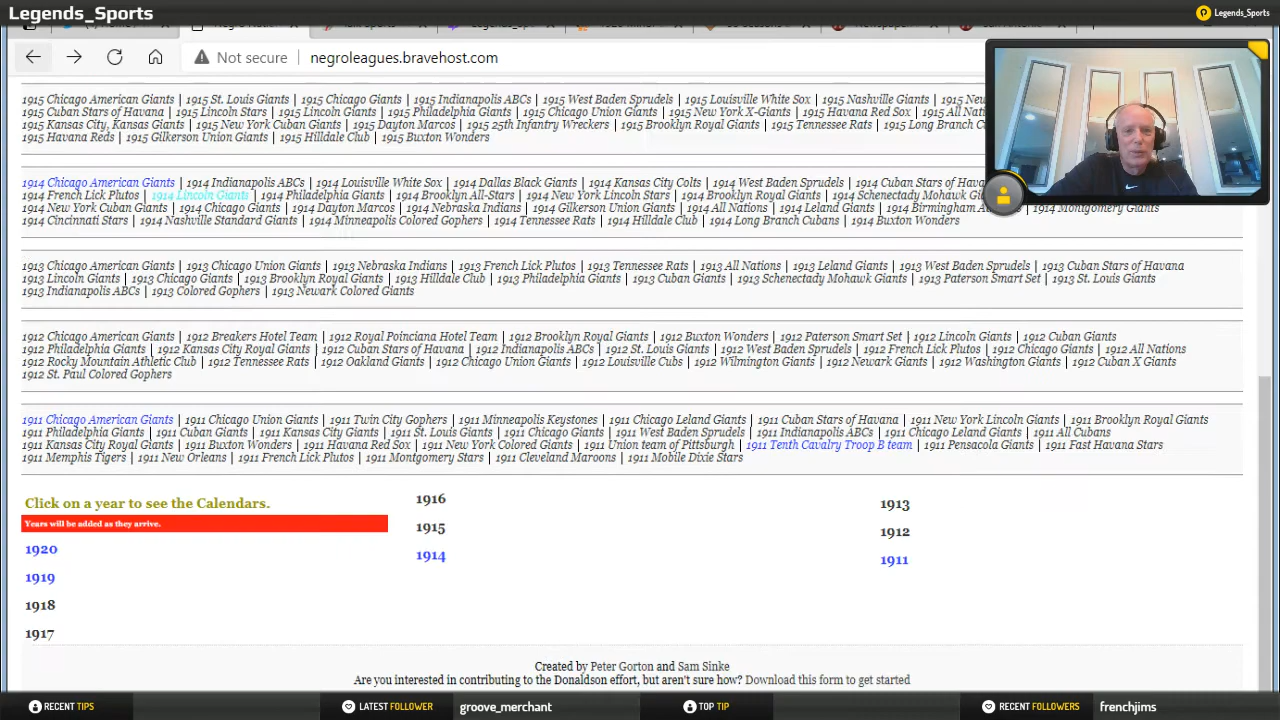 Legends_Sports
Legends_Sports
Not secure
negroleagues.bravehost.com
1915 Chicago American Giants | 1915 St. Louis Giants | 1915 Chicago Giants | 1915 Indianapolis ABCs | 1915 West Baden Sprudels | 1915 Louisville White Sox | 1915 Nashville Giants | 1915
1915 Cuban Stars of Havana | 1915 Lincoln Stars | 1915 Lincoln Giants | 1915 Philadelphia Giants | 1915 Chicago Union Giants | 1915 New York X-Giants | 1915 Havana Red Sox | 1915 All
1915 Kansas City, Kansas Giants | 1915 New York Cuban Giants | 1915 Dayton Marcos | 1915 25th Infantry Wreckers | 1915 Brooklyn Royal Giants | 1915 Tennessee Rats | 1915 Long Branch
1915 Havana Reds | 1915 Gilkerson Union Giants | 1915 Hilldale Club | 1915 Buxton Wonders
1914 Chicago American Giants | 1914 Indianapolis ABCs | 1914 Louisville White Sox | 1914 Dallas Black Giants | 1914 Kansas City Colts | 1914 West Baden Sprudels | 1914 Cuban Stars of
1914 French Lick Plutos | 1914 Lincoln Giants | 1914 Philadelphia Giants | 1914 Brooklyn All-Stars | 1914 New York Lincoln Stars | 1914 Brooklyn Royal Giants | 1914 Schenectady Mohawk
1914 New York Cuban Giants | 1914 Chicago Giants | 1914 Dayton Marcos | 1914 Nebraska Indians | 1914 Gilkerson Union Giants | 1914 All Nations | 1914 Leland Giants | 1914 Birmingham Montgomery Giants
1914 Cincinnati Stars | 1914 Nashville Standard Giants | 1914 Minneapolis Colored Gophers | 1914 Tennessee Rats | 1914 Hilldale Club | 1914 Long Branch Cubans | 1914 Buxton Wonders
1913 Chicago American Giants | 1913 Chicago Union Giants | 1913 Nebraska Indians | 1913 French Lick Plutos | 1913 Tennessee Rats | 1913 All Nations | 1913 Leland Giants | 1913 West Baden Sprudels | 1913 Cuban Stars of Havana
1913 Lincoln Giants | 1913 Chicago Giants | 1913 Brooklyn Royal Giants | 1913 Hilldale Club | 1913 Philadelphia Giants | 1913 Cuban Giants | 1913 Schenectady Mohawk Giants | 1913 Paterson Smart Set | 1913 St. Louis Giants
1913 Indianapolis ABCs | 1913 Colored Gophers | 1913 Newark Colored Giants
1912 Chicago American Giants | 1912 Breakers Hotel Team | 1912 Royal Poinciana Hotel Team | 1912 Brooklyn Royal Giants | 1912 Buxton Wonders | 1912 Paterson Smart Set | 1912 Lincoln Giants | 1912 Cuban Giants
1912 Philadelphia Giants | 1912 Kansas City Royal Giants | 1912 Cuban Stars of Havana | 1912 Indianapolis ABCs | 1912 St. Louis Giants | 1912 West Baden Sprudels | 1912 French Lick Plutos | 1912 Chicago Giants | 1912 All Nations
1912 Rocky Mountain Athletic Club | 1912 Tennessee Rats | 1912 Oakland Giants | 1912 Chicago Union Giants | 1912 Louisville Cubs | 1912 Wilmington Giants | 1912 Newark Giants | 1912 Washington Giants | 1912 Cuban X Giants
1912 St. Paul Colored Gophers
1911 Chicago American Giants | 1911 Chicago Union Giants | 1911 Twin City Gophers | 1911 Minneapolis Keystones | 1911 Chicago Leland Giants | 1911 Cuban Stars of Havana | 1911 New York Lincoln Giants | 1911 Brooklyn Royal Giants
1911 Philadelphia Giants | 1911 Cuban Giants | 1911 Kansas City Giants | 1911 St. Louis Giants | 1911 Chicago Giants | 1911 West Baden Sprudels | 1911 Indianapolis ABCs | 1911 Chicago Leland Giants | 1911 All Cubans
1911 Kansas City Royal Giants | 1911 Buxton Wonders | 1911 Havana Red Sox | 1911 New York Colored Giants | 1911 Union team of Pittsburgh | 1911 Tenth Cavalry Troop B team | 1911 Pensacola Giants | 1911 Fast Havana Stars
1911 Memphis Tigers | 1911 New Orleans | 1911 French Lick Plutos | 1911 Montgomery Stars | 1911 Cleveland Maroons | 1911 Mobile Dixie Stars
Click on a year to see the Calendars.
Years will be added as they arrive.
1920
1919
1918
1917
1916
1915
1914
1913
1912
1911
Created by Peter Gorton and Sam Sinke
Are you interested in contributing to the Donaldson effort, but aren't sure how? Download this form to get started
RECENT TIPS
LATEST FOLLOWER
groove_merchant
TOP TIP
RECENT FOLLOWERS
frenchjims